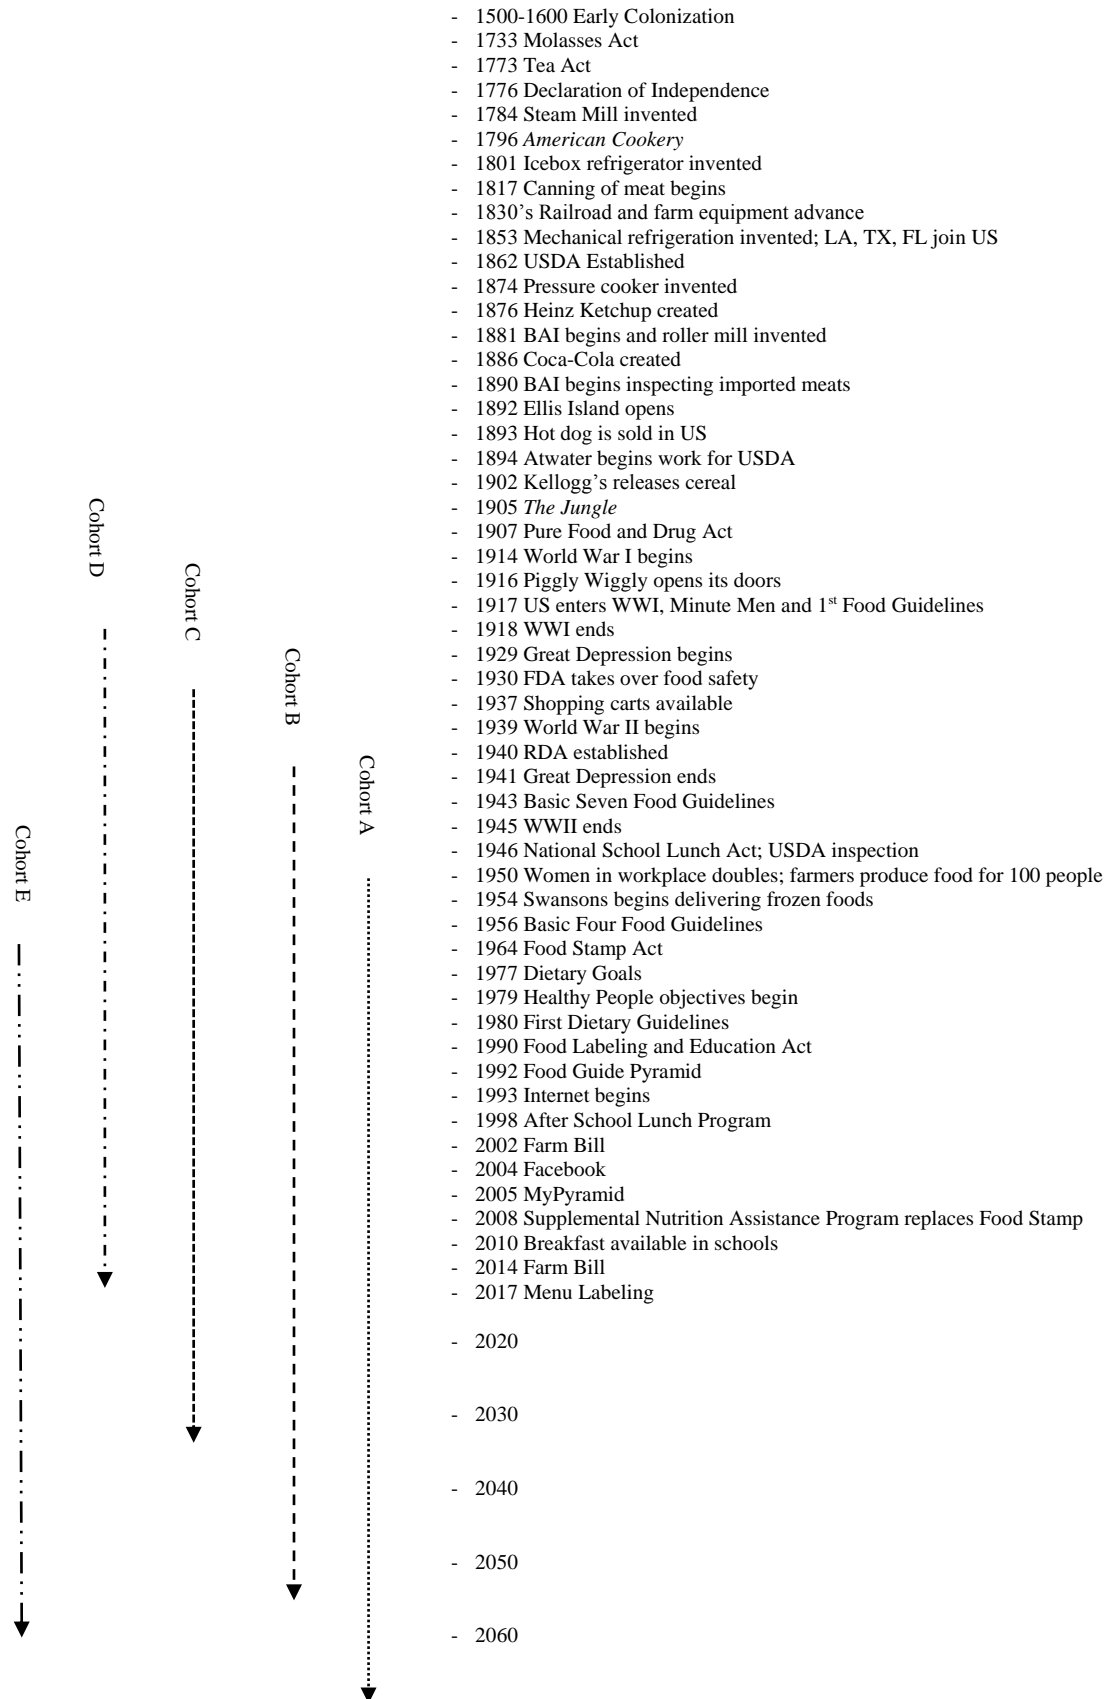 - 1500-1600 Early Colonization
- 1733 Molasses Act
- 1773 Tea Act
- 1776 Declaration of Independence
- 1784 Steam Mill invented
- 1796 American Cookery
- 1801 Icebox refrigerator invented
- 1817 Canning of meat begins
- 1830’s Railroad and farm equipment advance
- 1853 Mechanical refrigeration invented; LA, TX, FL join US
- 1862 USDA Established
- 1874 Pressure cooker invented
- 1876 Heinz Ketchup created
- 1881 BAI begins and roller mill invented
- 1886 Coca-Cola created
- 1890 BAI begins inspecting imported meats
- 1892 Ellis Island opens
- 1893 Hot dog is sold in US
- 1894 Atwater begins work for USDA
- 1902 Kellogg’s releases cereal
- 1905 The Jungle
- 1907 Pure Food and Drug Act
- 1914 World War I begins
- 1916 Piggly Wiggly opens its doors
- 1917 US enters WWI, Minute Men and 1st Food Guidelines
- 1918 WWI ends
- 1929 Great Depression begins
- 1930 FDA takes over food safety
- 1937 Shopping carts available
- 1939 World War II begins
- 1940 RDA established
- 1941 Great Depression ends
- 1943 Basic Seven Food Guidelines
- 1945 WWII ends
- 1946 National School Lunch Act; USDA inspection
- 1950 Women in workplace doubles; farmers produce food for 100 people
- 1954 Swansons begins delivering frozen foods
- 1956 Basic Four Food Guidelines
- 1964 Food Stamp Act
- 1977 Dietary Goals
- 1979 Healthy People objectives begin
- 1980 First Dietary Guidelines
- 1990 Food Labeling and Education Act
- 1992 Food Guide Pyramid
- 1993 Internet begins
- 1998 After School Lunch Program
- 2002 Farm Bill
- 2004 Facebook
- 2005 MyPyramid
- 2008 Supplemental Nutrition Assistance Program replaces Food Stamp
- 2010 Breakfast available in schools
- 2014 Farm Bill
- 2017 Menu Labeling
- 2020
- 2030
- 2040
- 2050
- 2060
Cohort D
Cohort C
Cohort B
Cohort A
Cohort E